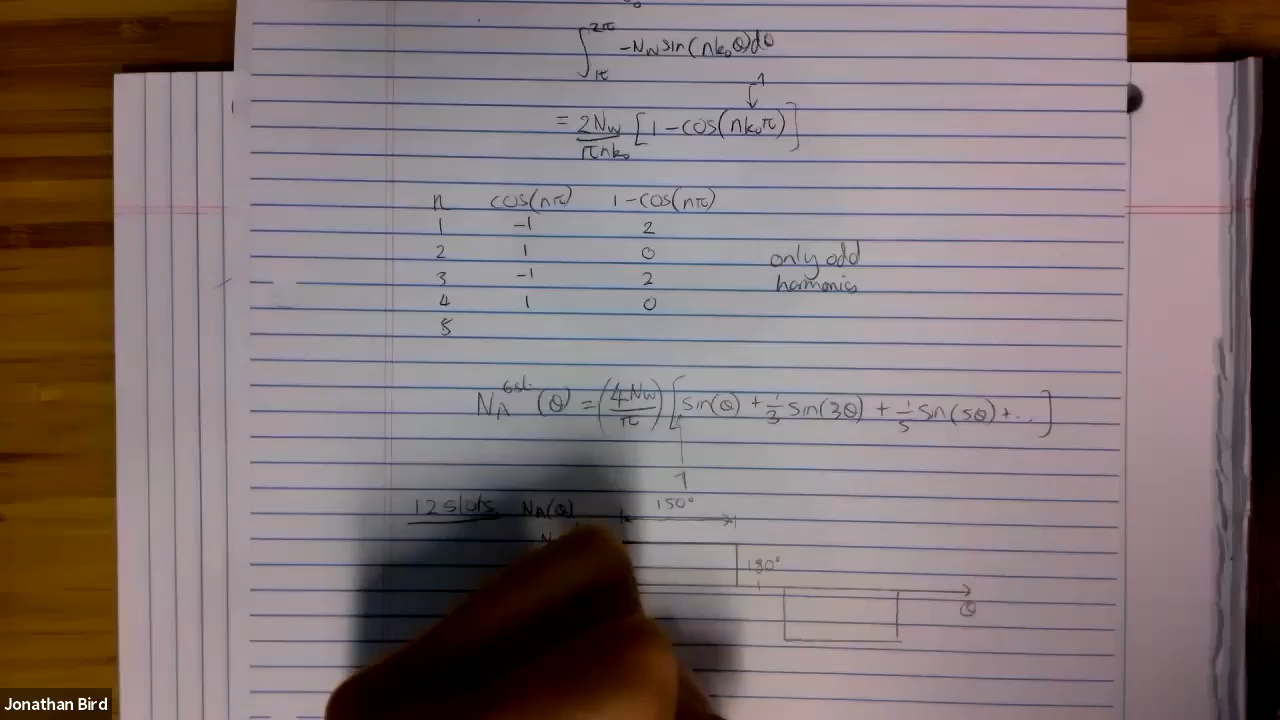 ∫_{π}^{2π} -N_w sin(nk₀θ)dθ
1
= 2N_w/πnk₀ [1-cos(nk₀π)]
n cos(nπ) 1-cos(nπ)
1 -1 2
2 1 0 only odd
3 -1 2 harmonics
4 1 0
5
N_A^{6sl.}(θ) = (4N_w/π) [sin(θ) + 1/3 sin(3θ) + 1/5 sin(5θ) + ...]
1
12 slots N_A(θ) 150°
180°
θ
Jonathan Bird